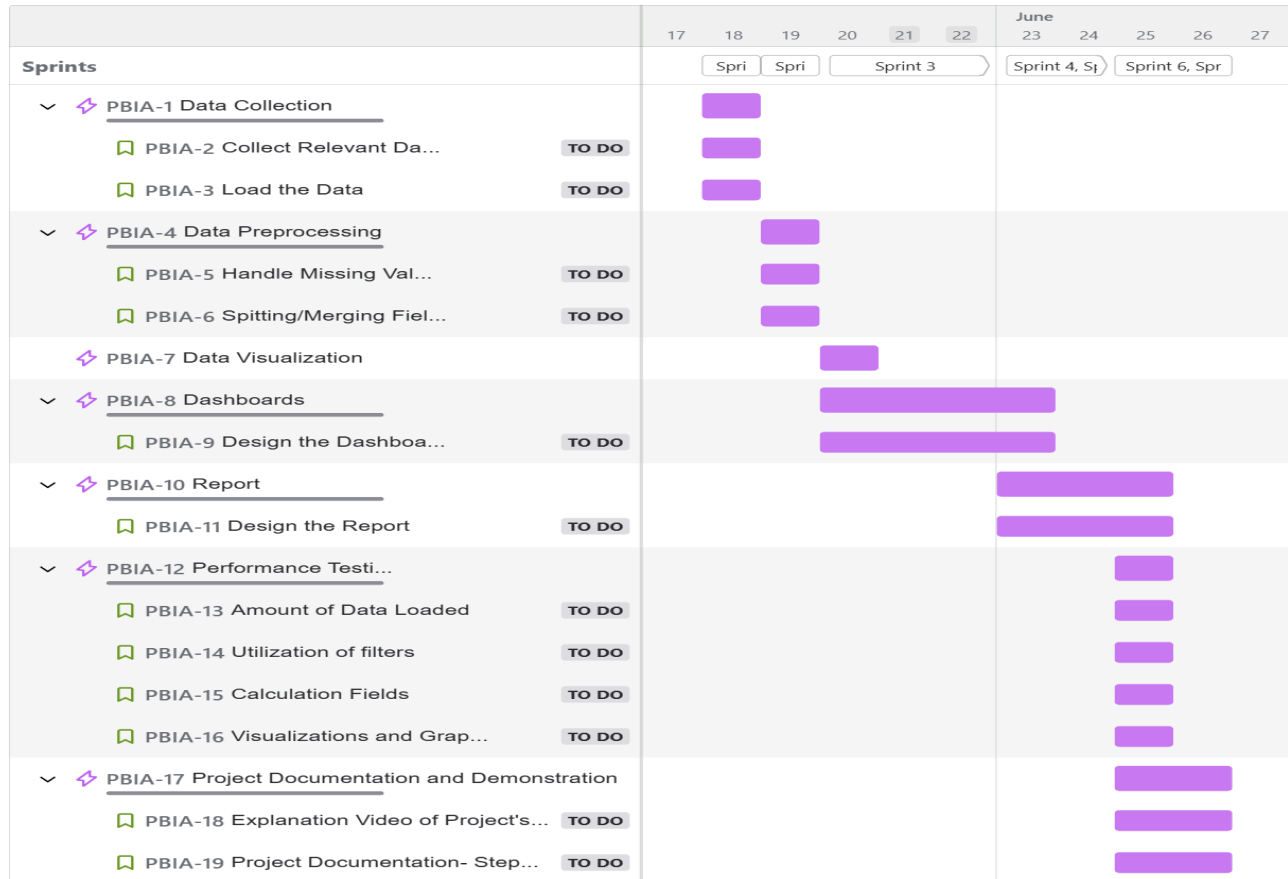 June
17 18 19 20 21 22 23 24 25 26 27
Sprints Spri Spri Sprint 3 Sprint 4, Sp Sprint 6, Spr
PBIA-1 Data Collection
PBIA-2 Collect Relevant Da... TO DO
PBIA-3 Load the Data TO DO
PBIA-4 Data Preprocessing
PBIA-5 Handle Missing Val... TO DO
PBIA-6 Spitting/Merging Fiel... TO DO
PBIA-7 Data Visualization
PBIA-8 Dashboards
PBIA-9 Design the Dashboa... TO DO
PBIA-10 Report
PBIA-11 Design the Report TO DO
PBIA-12 Performance Testi...
PBIA-13 Amount of Data Loaded TO DO
PBIA-14 Utilization of filters TO DO
PBIA-15 Calculation Fields TO DO
PBIA-16 Visualizations and Grap... TO DO
PBIA-17 Project Documentation and Demonstration
PBIA-18 Explanation Video of Project's... TO DO
PBIA-19 Project Documentation- Step... TO DO